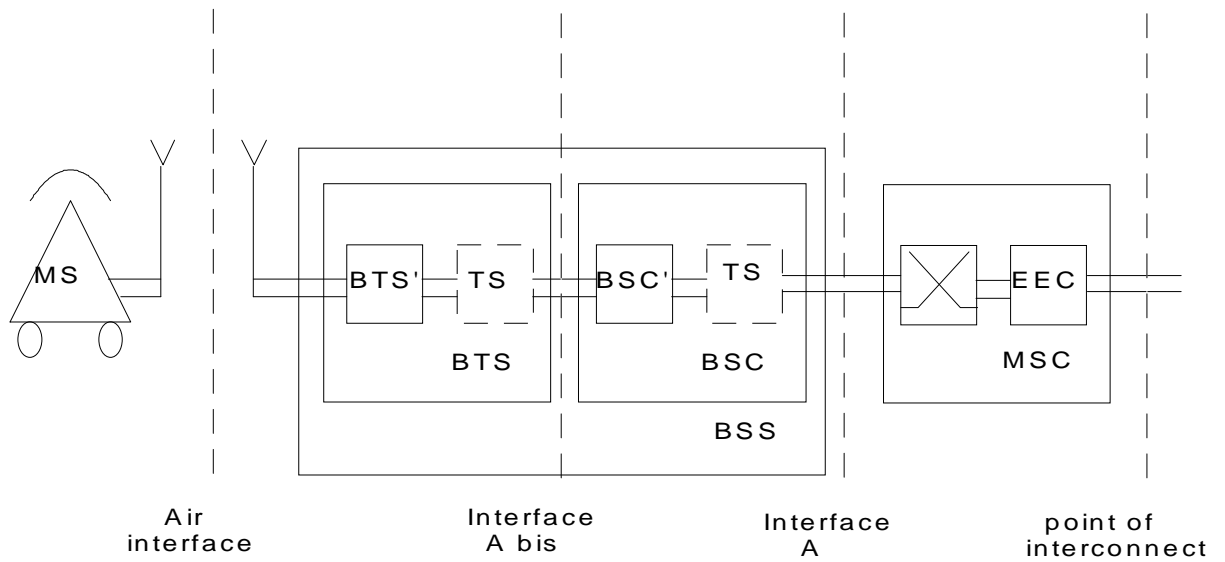 MS
BTS'
TS
BSC'
TS
EEC
BTS
BSC
MSC
BSS
Air
interface
Interface
A bis
Interface
A
point of
interconnect